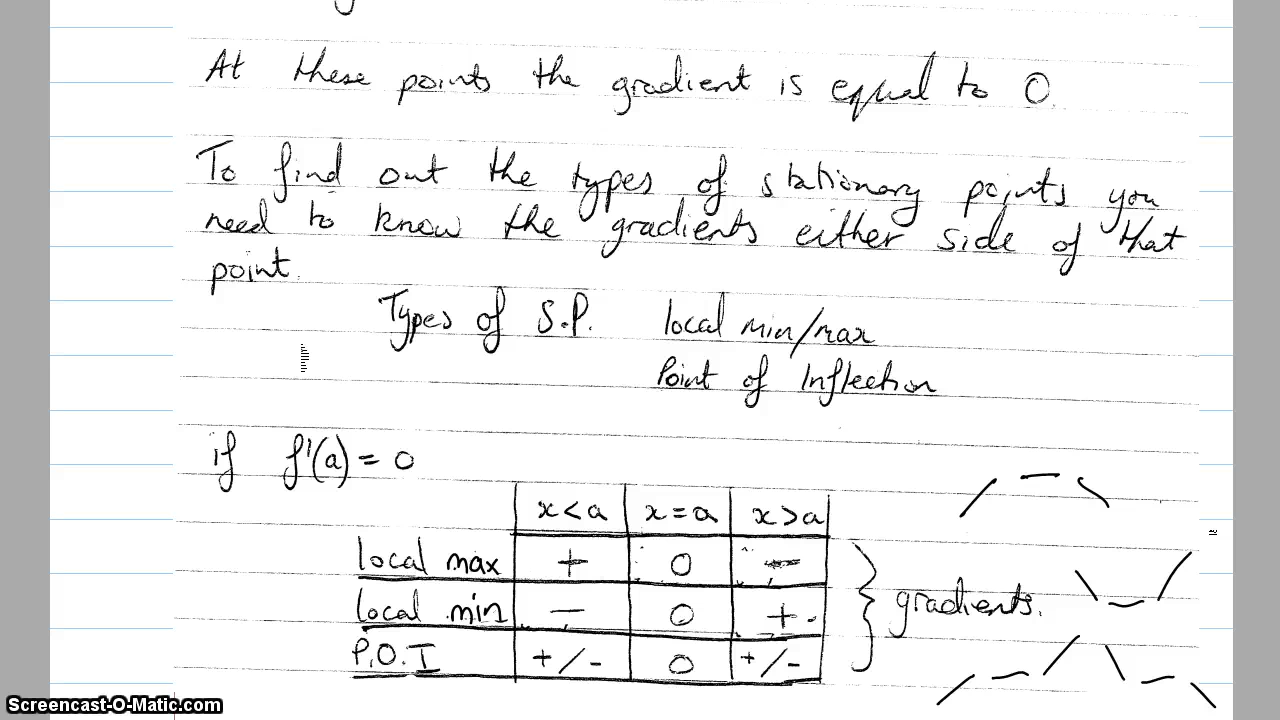 At these points the gradient is equal to 0.
To find out the types of stationary points you
need to know the gradients either side of that
point.
Types of S.P. local min/max
Point of Inflection
if f'(a) = 0
x<a x=a x>a
local max + 0 -
local min - 0 + gradients.
P.O.I +/- 0 +/-
Screencast-O-Matic.com